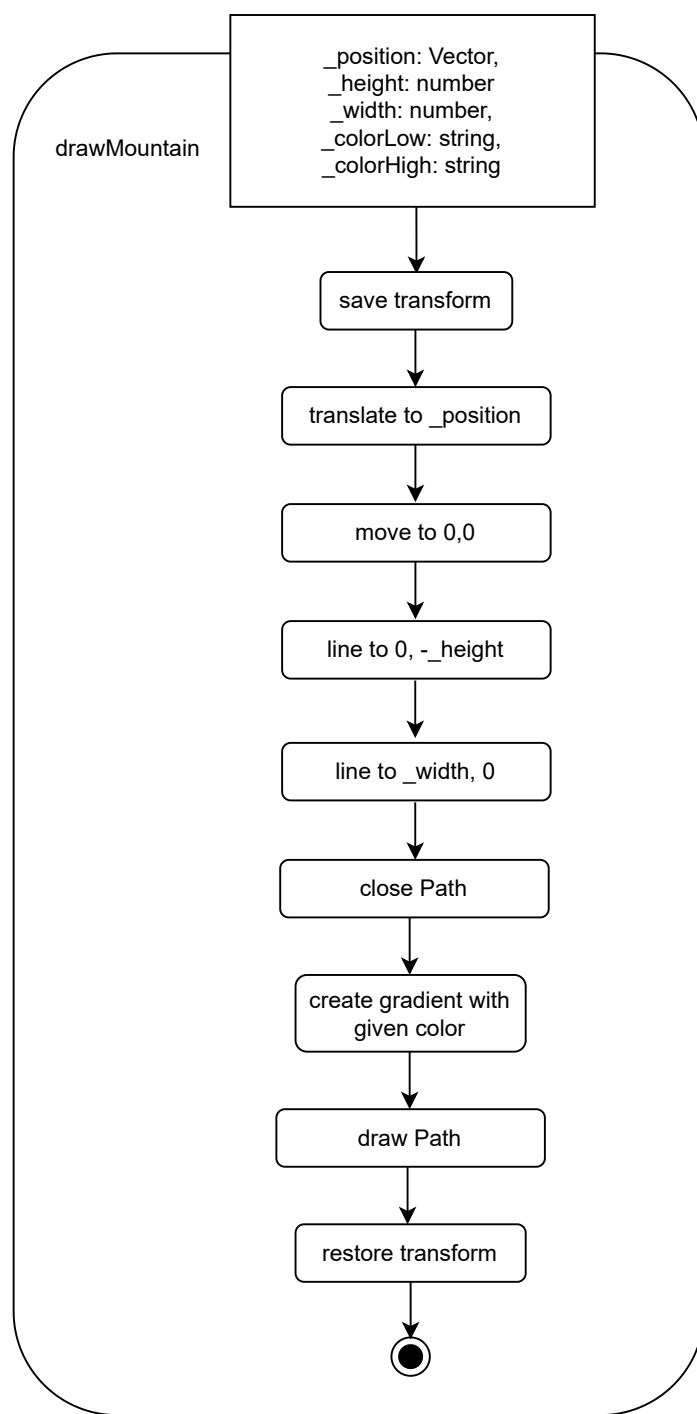 _position: Vector,
_height: number
_width: number,
_colorLow: string,
_colorHigh: string
drawMountain
save transform
translate to _position
move to 0,0
line to 0, -_height
line to _width, 0
close Path
create gradient with
given color
draw Path
restore transform